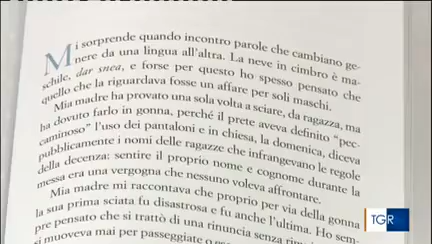 Mi sorprende quando incontro parole che cambiano ge-
nere da una lingua all'altra. La neve in cimbro è ma-
schile, dar snea, e forse per questo ho spesso pensato che
quello che la riguardava fosse un affare per soli maschi.
Mia madre ha provato una sola volta a sciare, da ragazza, ma
ha dovuto farlo in gonna, perché il prete aveva definito "pec-
caminoso" l'uso dei pantaloni e in chiesa, la domenica, diceva
pubblicamente i nomi delle ragazze che infrangevano le regole
della decenza: sentire il proprio nome e cognome durante la
messa era una vergogna che nessuno voleva affrontare.
Mia madre mi raccontava che proprio per via della gonna
la sua prima sciata fu disastrosa e fu anche l'ultima. Ho sem-
pre pensato che si trattò di una rinuncia senza
si muoveva mai per passeggiate o
TGR